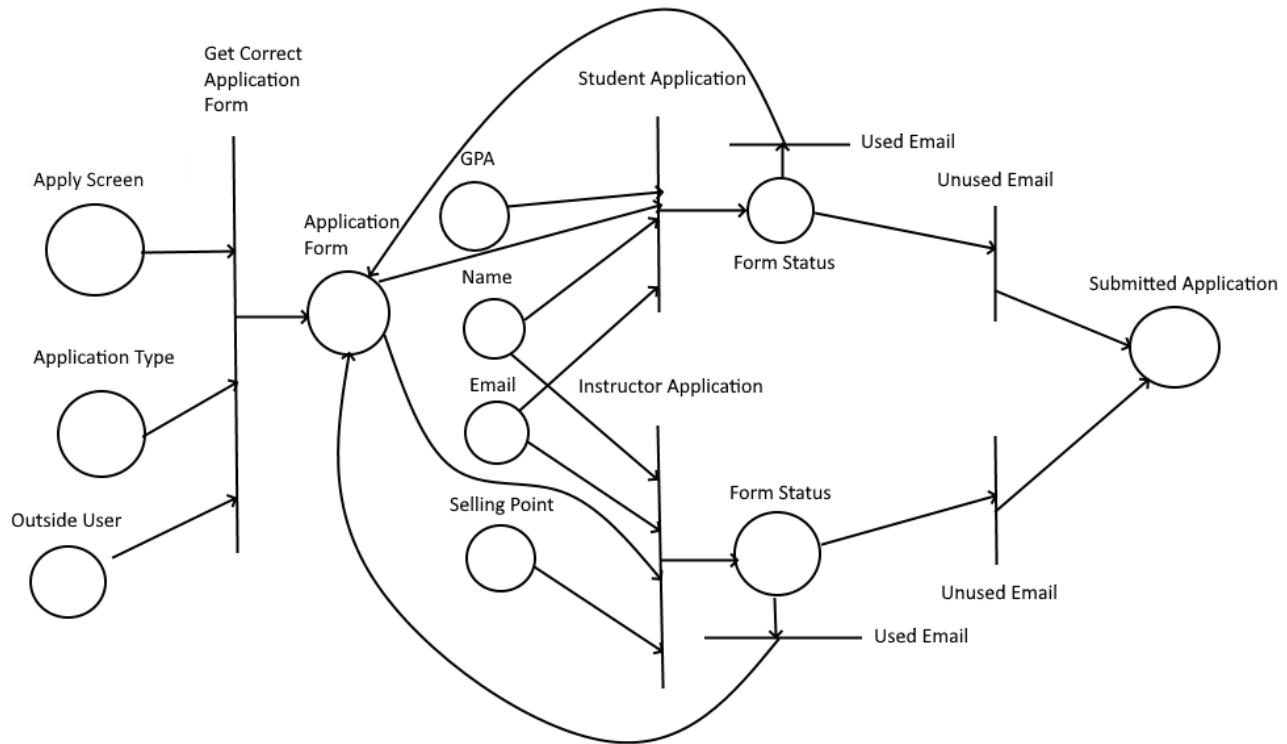 Get Correct
Application
Form
Student Application
Used Email
GPA
Unused Email
Apply Screen
Application
Form
Name
Form Status
Submitted Application
Application Type
Email
Instructor Application
Selling Point
Form Status
Outside User
Unused Email
Used Email